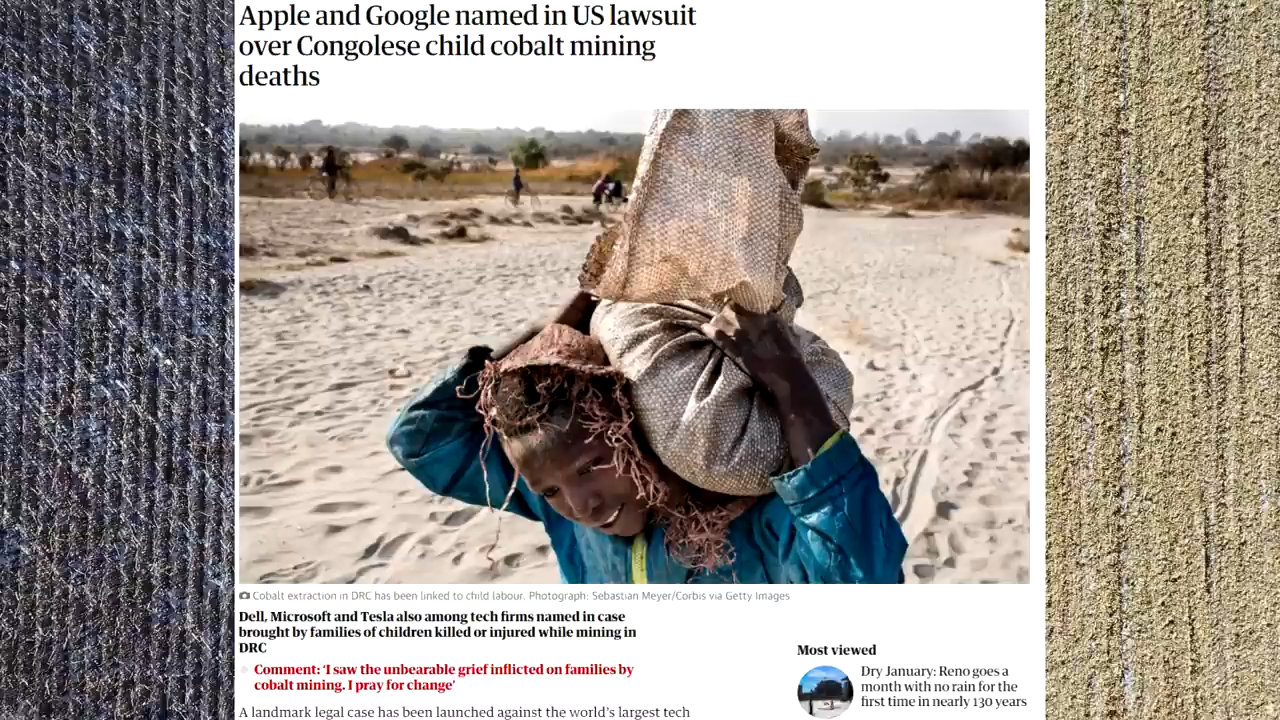 Apple and Google named in US lawsuit
over Congolese child cobalt mining
deaths
Cobalt extraction in DRC has been linked to child labour. Photograph: Sebastian Meyer/Corbis via Getty Images
Dell, Microsoft and Tesla also among tech firms named in case
brought by families of children killed or injured while mining in
DRC
Comment: ‘I saw the unbearable grief inflicted on families by
cobalt mining. I pray for change’
A landmark legal case has been launched against the world’s largest tech
Most viewed
Dry January: Reno goes a
month with no rain for the
first time in nearly 130 years